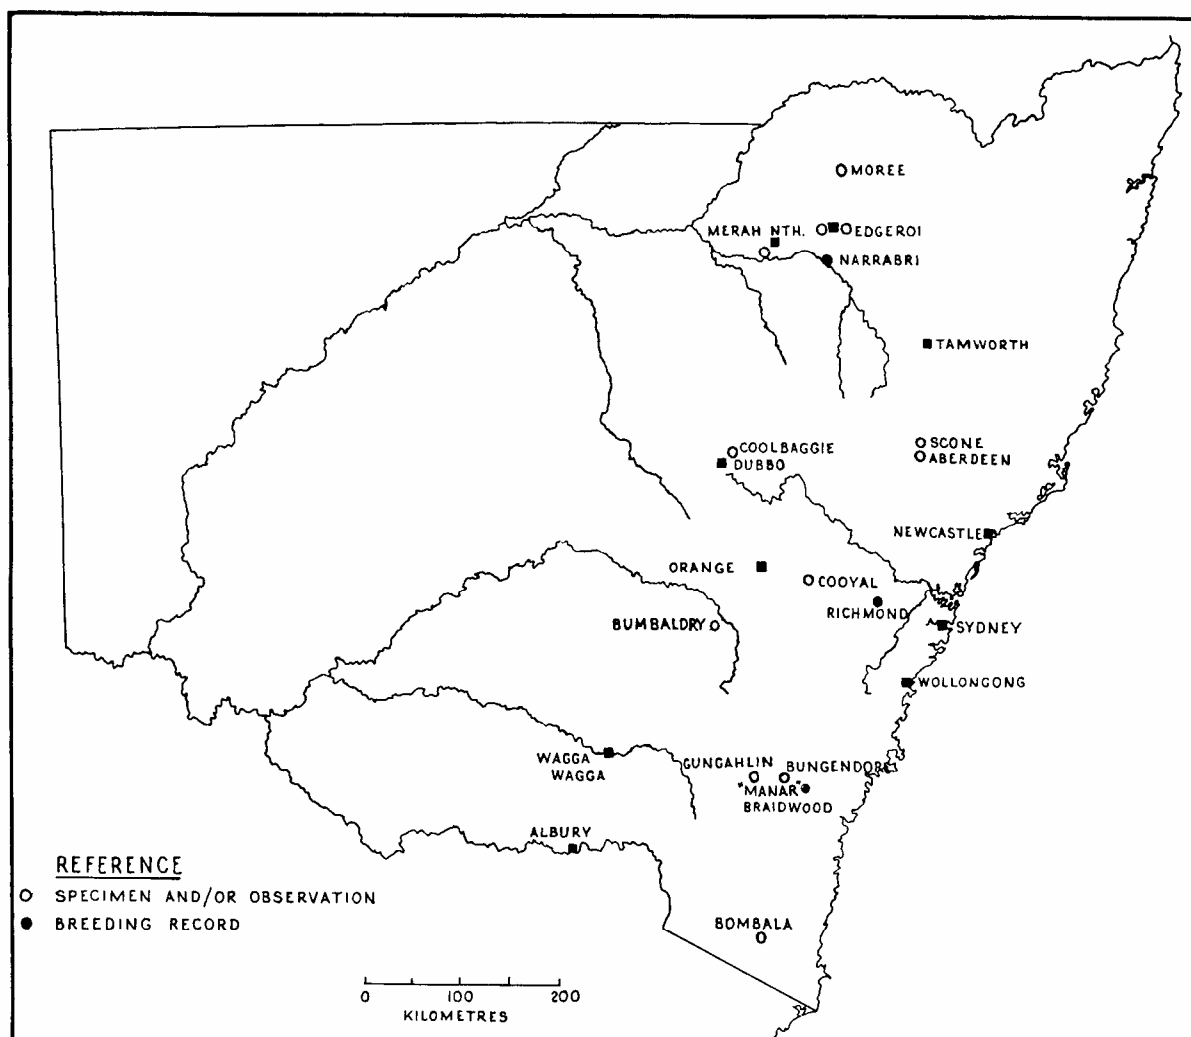 MOREE
MERAH NTH.
EDGEROI
NARRABRI
TAMWORTH
COOLBAGGIE
DUBBO
SCONE
ABERDEEN
NEWCASTLE
ORANGE
COOYAL
RICHMOND
BUMBALDRY
SYDNEY
WOLLONGONG
WAGGA
WAGGA
GUNGAHLIN
BUNGENDORE
"MANAR"
BRAIDWOOD
ALBURY
REFERENCE
SPECIMEN AND/OR OBSERVATION
BREEDING RECORD
BOMBALA
0 100 200
KILOMETRES